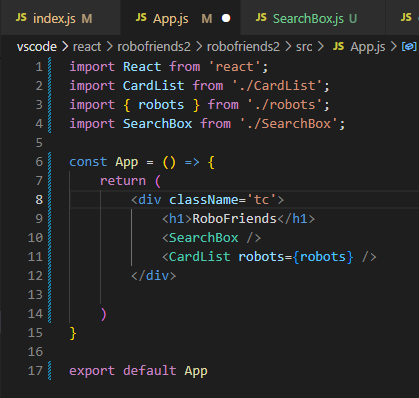 JS index.js M JS App.js M ● JS SearchBox.js U
vscode > react > robofriends2 > robofriends2 > src > JS App.js >
1 import React from 'react';
2 import CardList from './CardList';
3 import { robots } from './robots';
4 import SearchBox from './SearchBox';
5
6 const App = () => {
7 return (
8 <div className='tc'>
9 <h1>RoboFriends</h1>
10 <SearchBox />
11 <CardList robots={robots} />
12 </div>
13
14 )
15 }
16
17 export default App